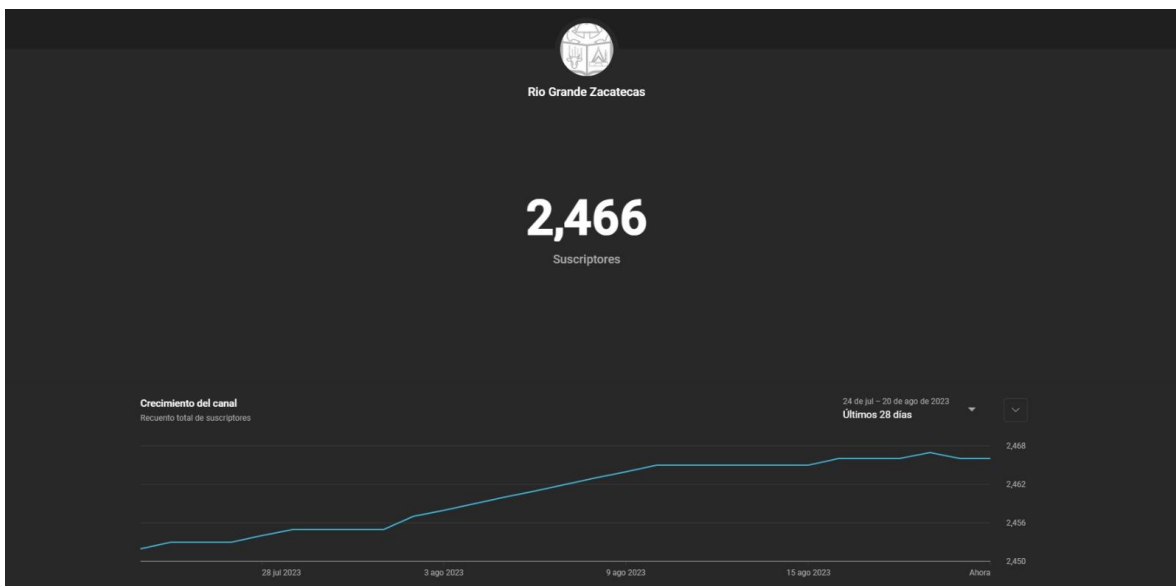 Rio Grande Zacatecas
2,466
Suscriptores
Crecimiento del canal
Recuento total de suscriptores
24 de jul – 20 de ago de 2023
Últimos 28 días
2,468
2,462
2,456
2,450
28 jul 2023
3 ago 2023
9 ago 2023
15 ago 2023
Ahora